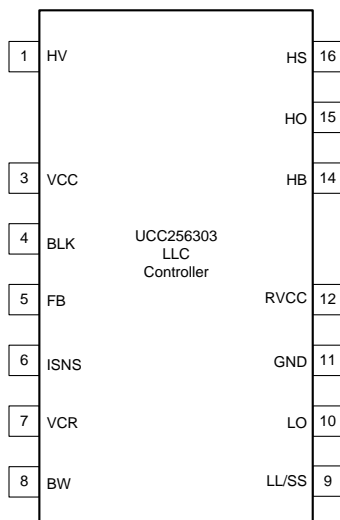 1 HV
HS 16
HO 15
3 VCC
HB 14
4 BLK
UCC256303
LLC
Controller
5 FB
RVCC 12
6 ISNS
GND 11
7 VCR
LO 10
8 BW
LL/SS 9